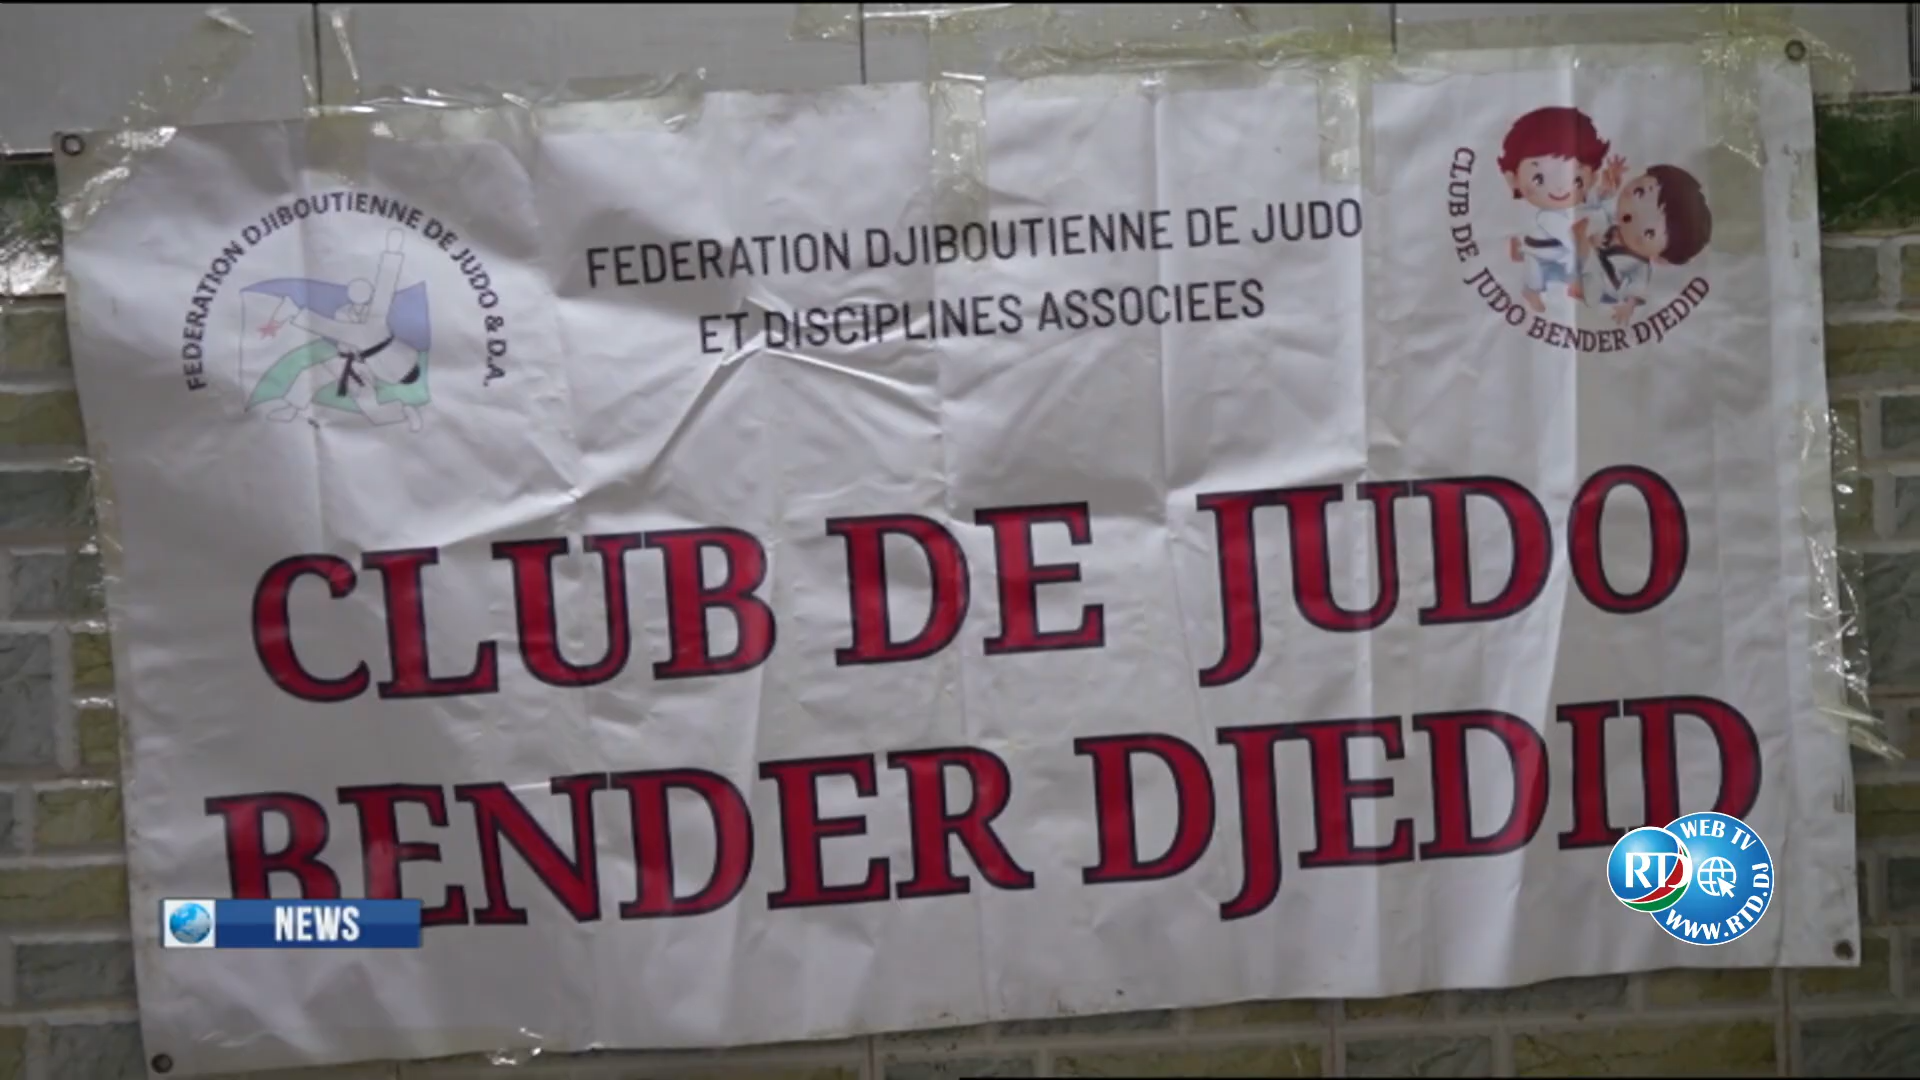 FEDERATION DJIBOUTIENNE DE JUDO & D.A.
FEDERATION DJIBOUTIENNE DE JUDO
ET DISCIPLINES ASSOCIEES
CLUB DE JUDO BENDER DJEDID
CLUB DE JUDO
BENDER DJEDID
NEWS
RTD
WEB TV
WWW.RTD.DJ